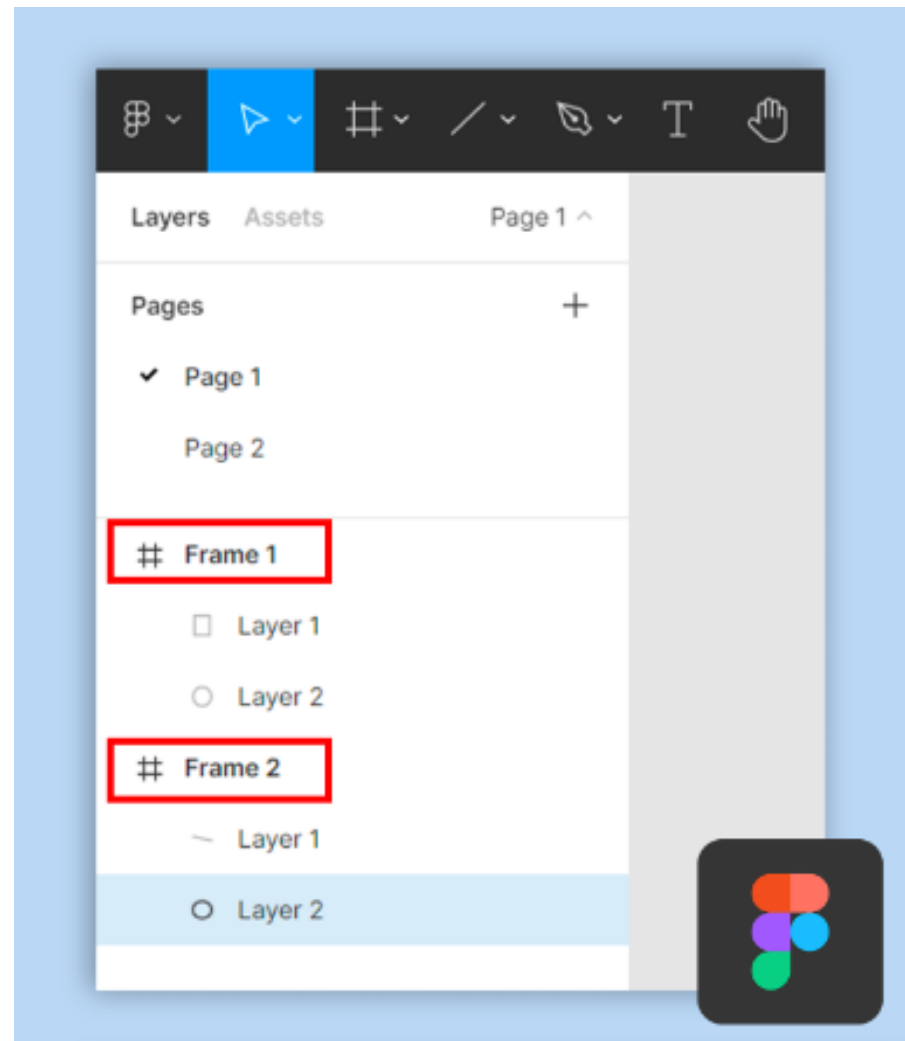 T
Layers Assets Page 1
Pages
Page 1
Page 2
Frame 1
Layer 1
Layer 2
Frame 2
Layer 1
Layer 2